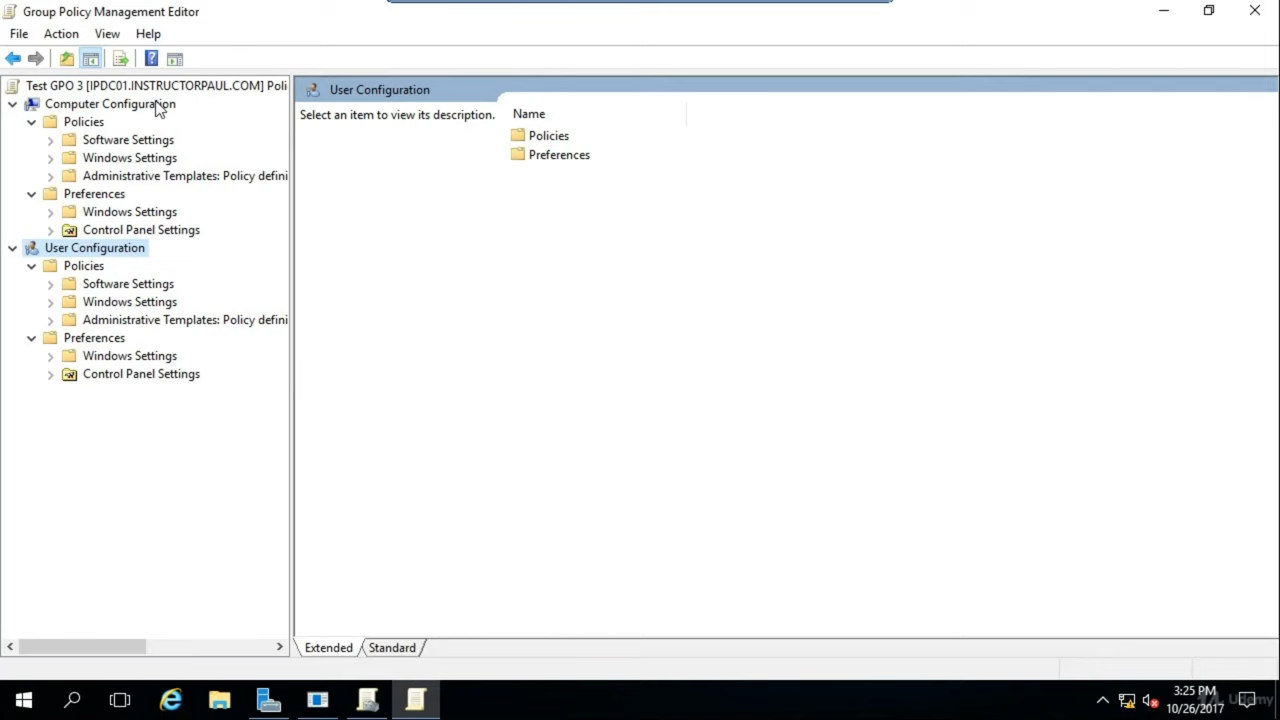 Group Policy Management Editor
File Action View Help
Test GPO 3 [IPDC01.INSTRUCTORPAUL.COM] Poli
Computer Configuration
Policies
Software Settings
Windows Settings
Administrative Templates: Policy defini
Preferences
Windows Settings
Control Panel Settings
User Configuration
Policies
Software Settings
Windows Settings
Administrative Templates: Policy defini
Preferences
Windows Settings
Control Panel Settings
User Configuration
Select an item to view its description.
Name
Policies
Preferences
Extended Standard
3:25 PM
10/26/2017
Udemy